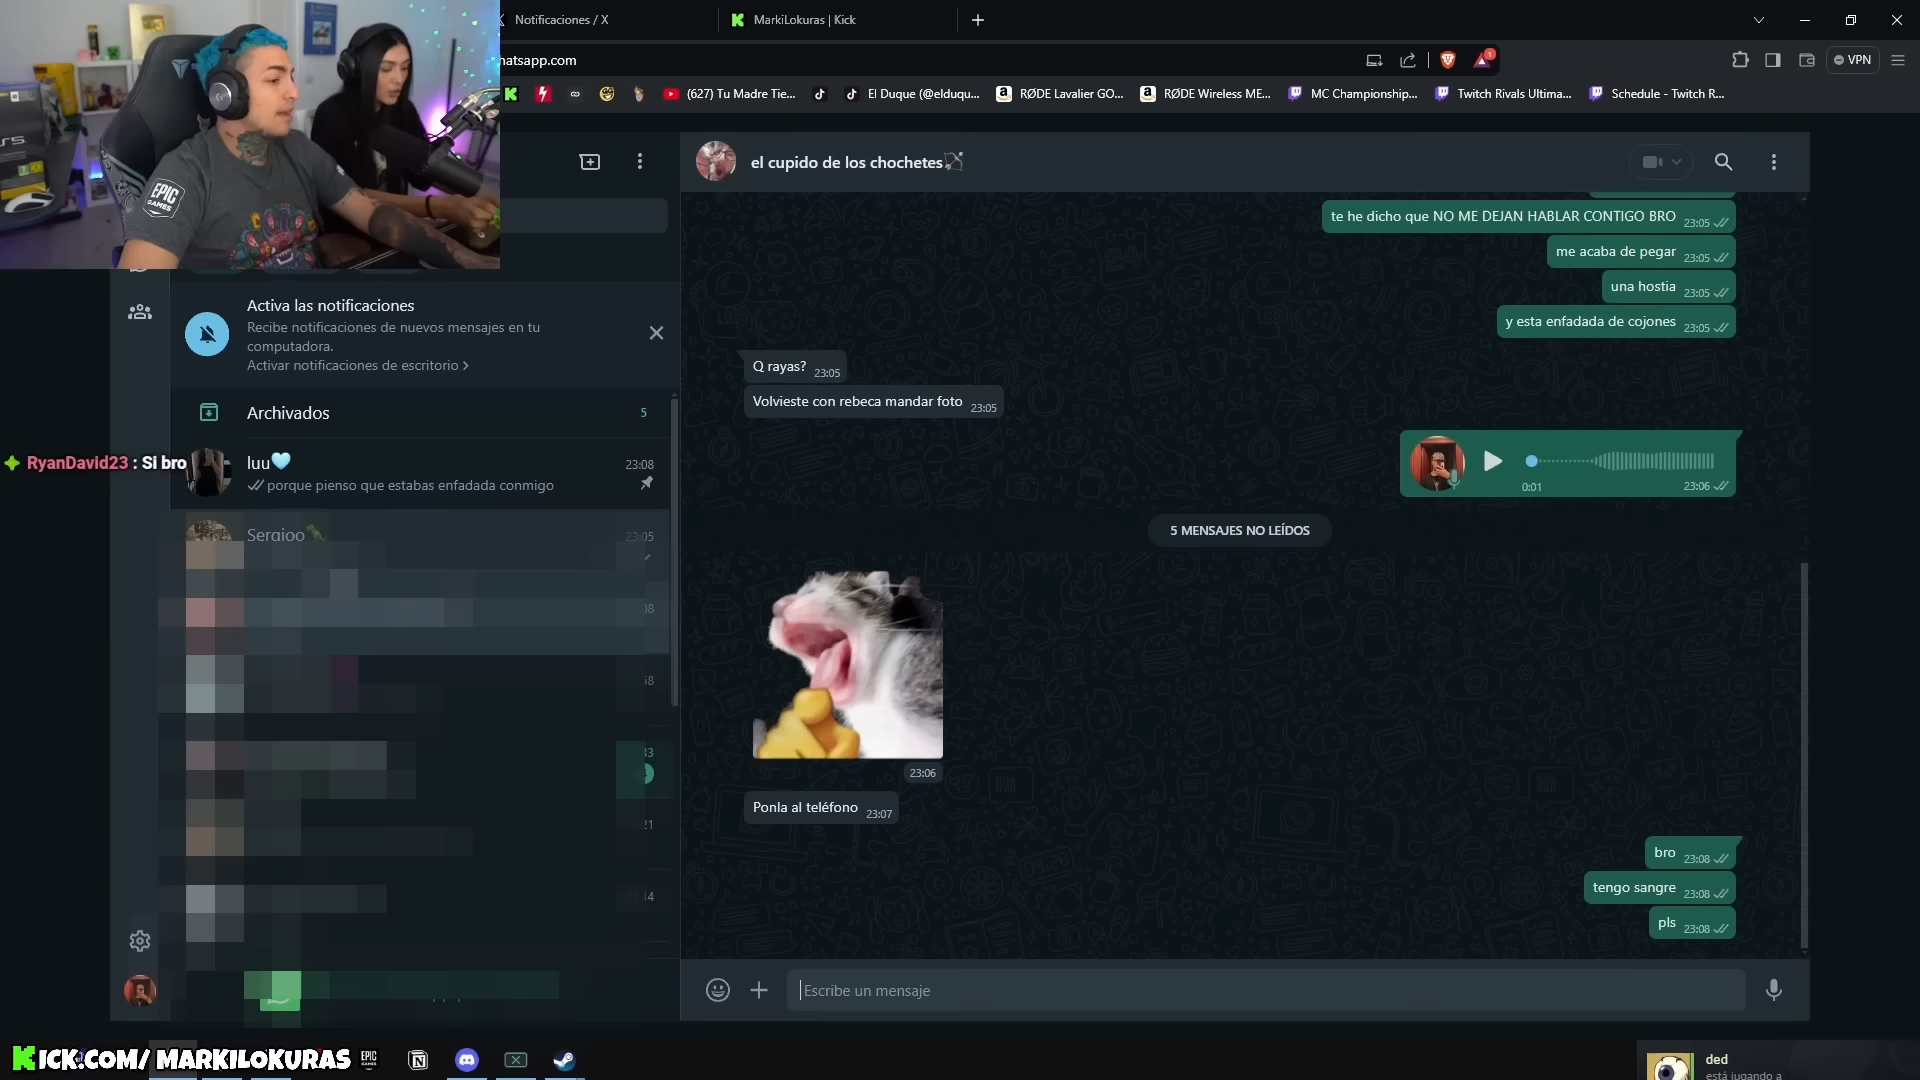 Notificaciones / X
MarkiLokuras | Kick
hatsapp.com
1
VPN
(627) Tu Madre Tie...
El Duque (@elduqu...
RØDE Lavalier GO...
RØDE Wireless ME...
MC Championship...
Twitch Rivals Ultima...
Schedule - Twitch R...
EPIC
GAMES
el cupido de los chochetes
te he dicho que NO ME DEJAN HABLAR CONTIGO BRO 23:05
me acaba de pegar 23:05
una hostia 23:05
y esta enfadada de cojones 23:05
Activa las notificaciones
Recibe notificaciones de nuevos mensajes en tu
computadora.
Activar notificaciones de escritorio >
Q rayas? 23:05
Volvieste con rebeca mandar foto 23:05
Archivados 5
RyanDavid23 : Si bro
luu 23:08
porque pienso que estabas enfadada conmigo
0:01 23:06
Sergioo 23:05
5 MENSAJES NO LEÍDOS
23:06
Ponla al teléfono 23:07
bro 23:08
tengo sangre 23:08
pls 23:08
Escribe un mensaje
KICK.COM/ MARKILOKURAS
EPIC
GAMES
ded
está jugando a